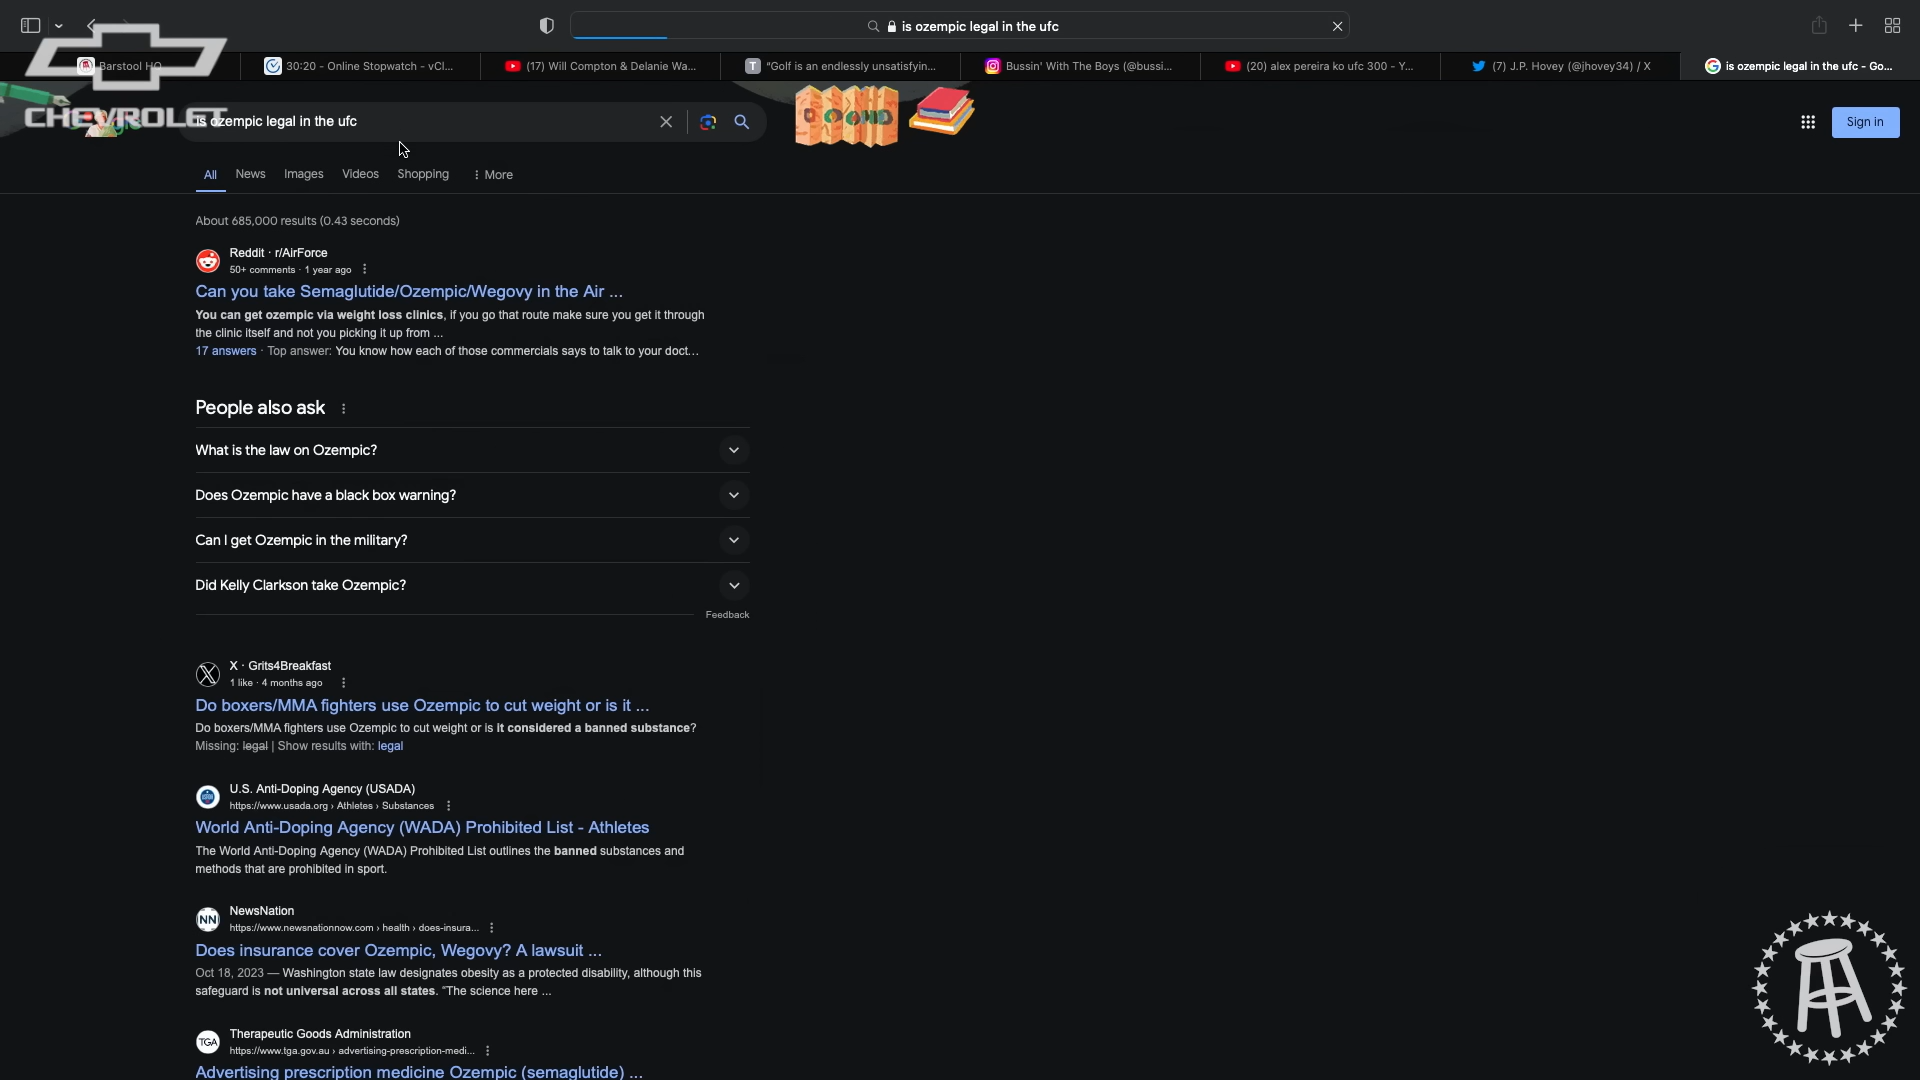 is ozempic legal in the ufc
Barstool HQ
30:20 - Online Stopwatch - vCl...
(17) Will Compton & Delanie Wa...
"Golf is an endlessly unsatisfyin...
Bussin' With The Boys (@bussi...
(20) alex pereira ko ufc 300 - Y...
(7) J.P. Hovey (@jhovey34) / X
is ozempic legal in the ufc - Go...
CHEVROLET
is ozempic legal in the ufc
Sign in
All News Images Videos Shopping More
About 685,000 results (0.43 seconds)
Reddit · r/AirForce
50+ comments · 1 year ago
Can you take Semaglutide/Ozempic/Wegovy in the Air ...
You can get ozempic via weight loss clinics, if you go that route make sure you get it through
the clinic itself and not you picking it up from ...
17 answers · Top answer: You know how each of those commercials says to talk to your doct...
People also ask
What is the law on Ozempic?
Does Ozempic have a black box warning?
Can I get Ozempic in the military?
Did Kelly Clarkson take Ozempic?
Feedback
X · Grits4Breakfast
1 like · 4 months ago
Do boxers/MMA fighters use Ozempic to cut weight or is it ...
Do boxers/MMA fighters use Ozempic to cut weight or is it considered a banned substance?
Missing: legal | Show results with: legal
U.S. Anti-Doping Agency (USADA)
https://www.usada.org › Athletes › Substances
World Anti-Doping Agency (WADA) Prohibited List - Athletes
The World Anti-Doping Agency (WADA) Prohibited List outlines the banned substances and
methods that are prohibited in sport.
NN
NewsNation
https://www.newsnationnow.com › health › does-insura...
Does insurance cover Ozempic, Wegovy? A lawsuit ...
Oct 18, 2023 — Washington state law designates obesity as a protected disability, although this
safeguard is not universal across all states. "The science here ...
TGA
Therapeutic Goods Administration
https://www.tga.gov.au › advertising-prescription-medi...
Advertising prescription medicine Ozempic (semaglutide) ...